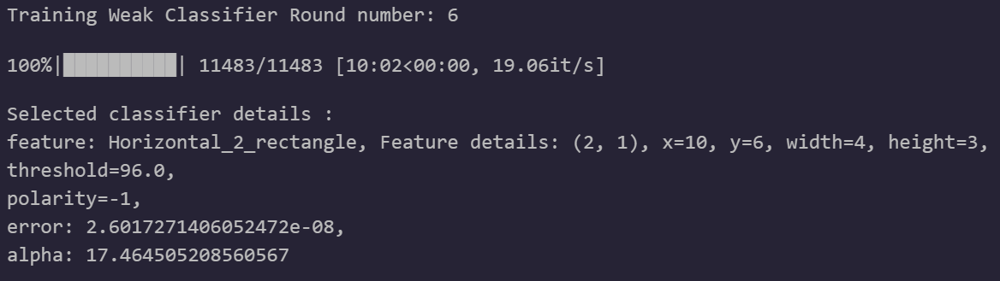 Training Weak Classifier Round number: 6
100%|██████████| 11483/11483 [10:02<00:00, 19.06it/s]
Selected classifier details :
feature: Horizontal_2_rectangle, Feature details: (2, 1), x=10, y=6, width=4, height=3,
threshold=96.0,
polarity=-1,
error: 2.6017271406052472e-08,
alpha: 17.464505208560567